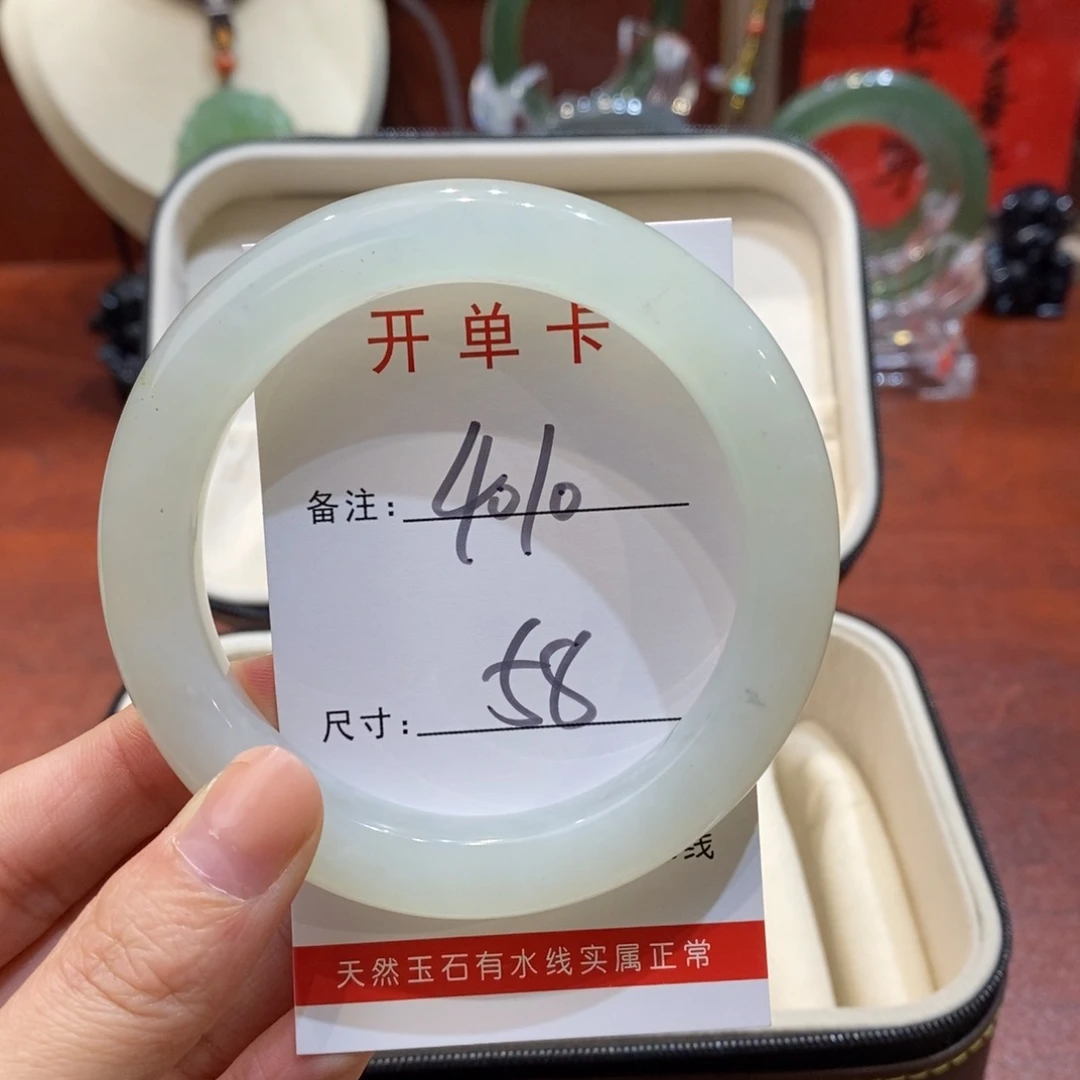 开单卡
备注: 4010
尺寸: 58
线
天然玉石有水线实属正常